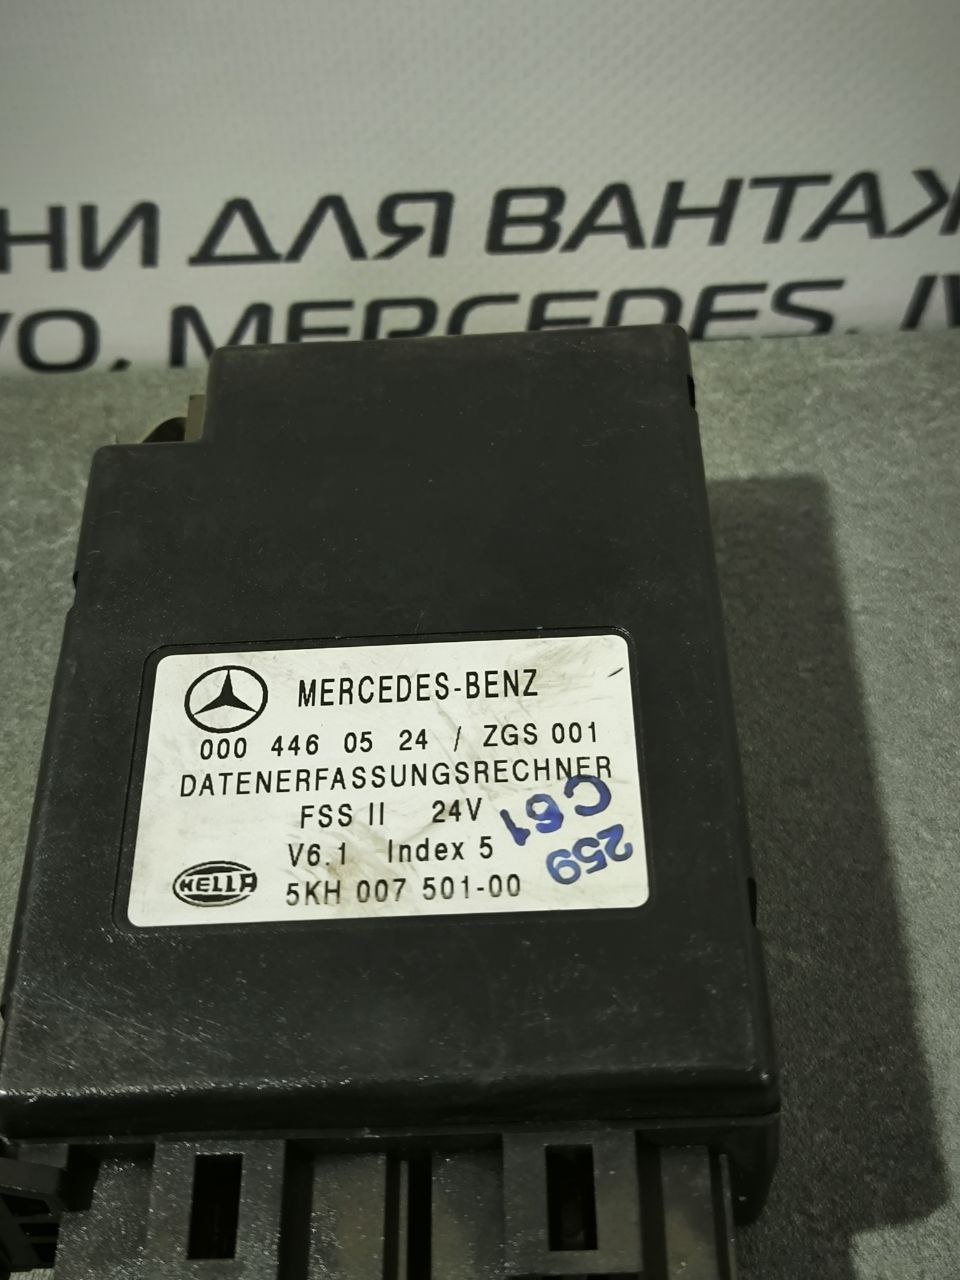 НИ ДЛЯ ВАНТАЖ
VO, MERCEDES, IV
MERCEDES-BENZ
000 446 05 24 / ZGS 001
DATENERFASSUNGSRECHNER
FSS II 24V
V6.1 Index 5
HELLA 5KH 007 501-00
259
C61